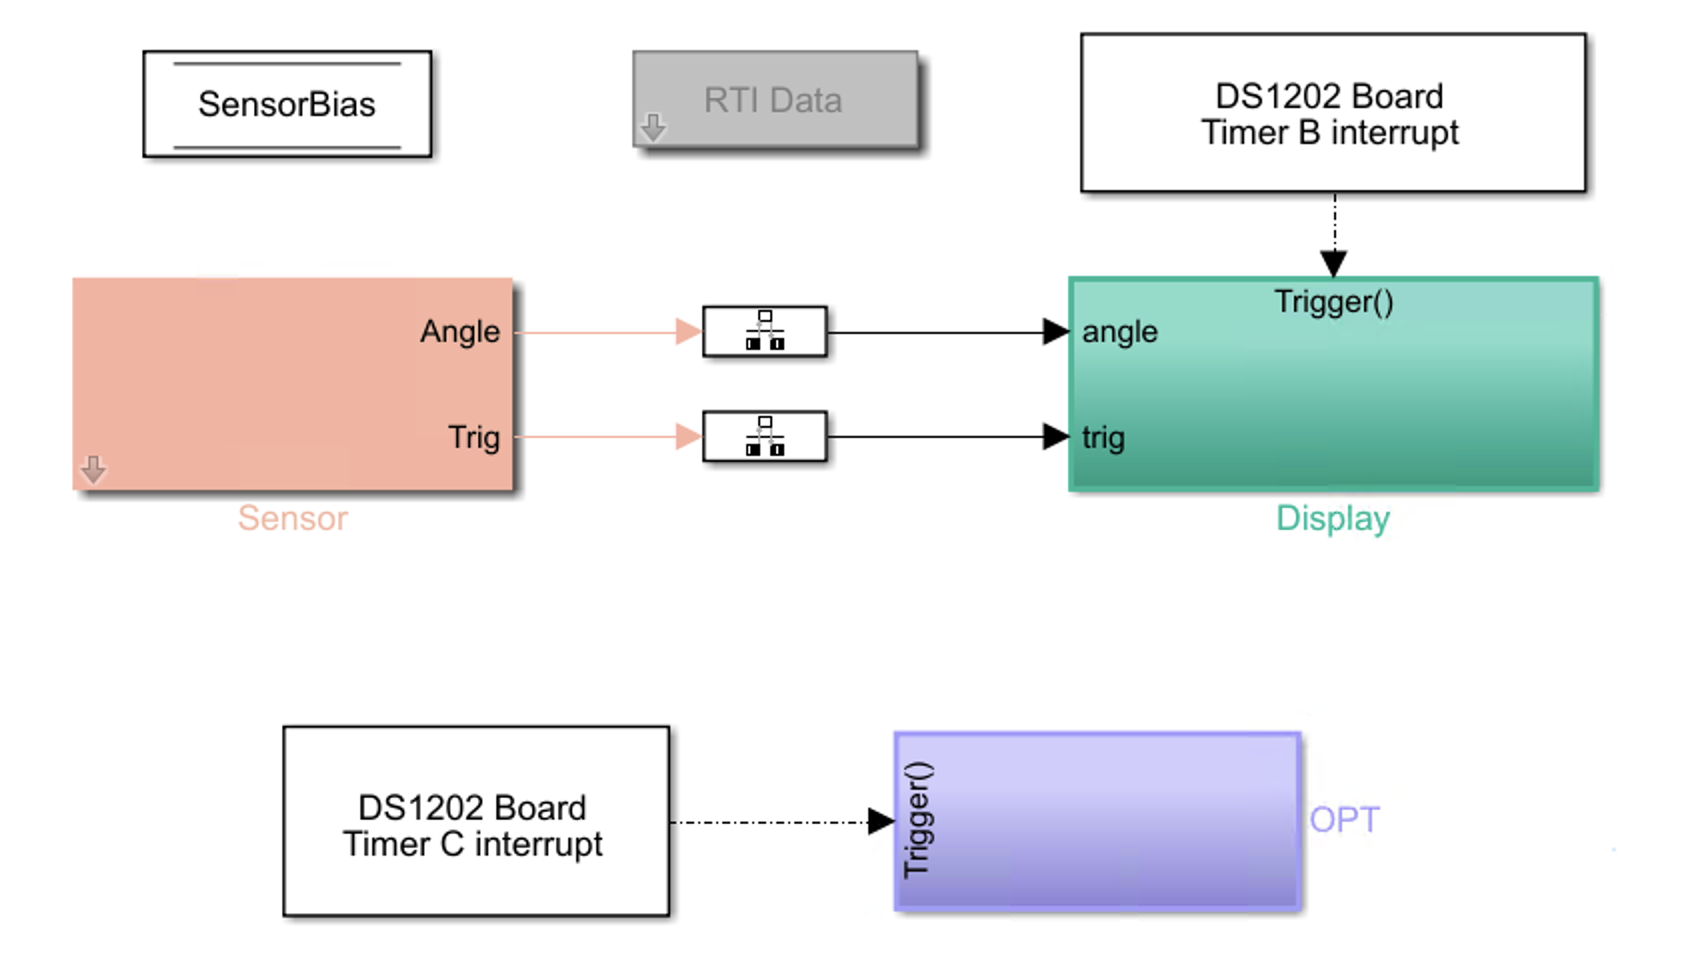 SensorBias
RTI Data
DS1202 Board
Timer B interrupt
Angle
Trig
Sensor
Trigger()
angle
trig
Display
DS1202 Board
Timer C interrupt
Trigger()
OPT